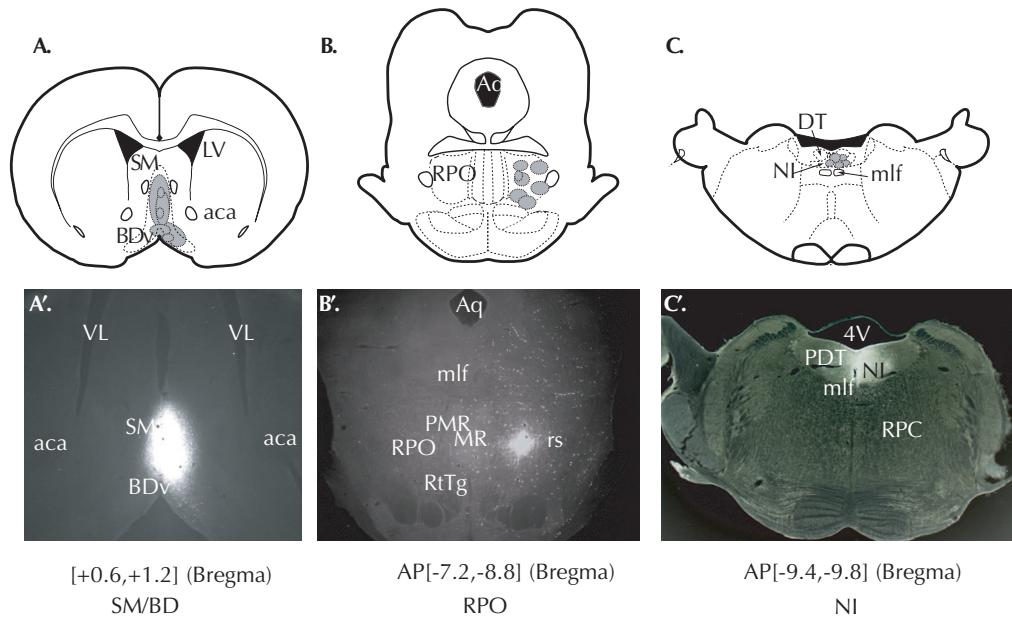 A.
B.
C.
Aq
DT
SM
LV
RPO
NI
mlf
aca
BDv
A'.
B'.
C'.
VL
VL
Aq
4V
PDT
NI
mlf
mlf
SM
aca
aca
PMR
RPO
MR
rs
RPC
BDv
RtTg
[+0.6,+1.2] (Bregma)
AP[-7.2,-8.8] (Bregma)
AP[-9.4,-9.8] (Bregma)
SM/BD
RPO
NI